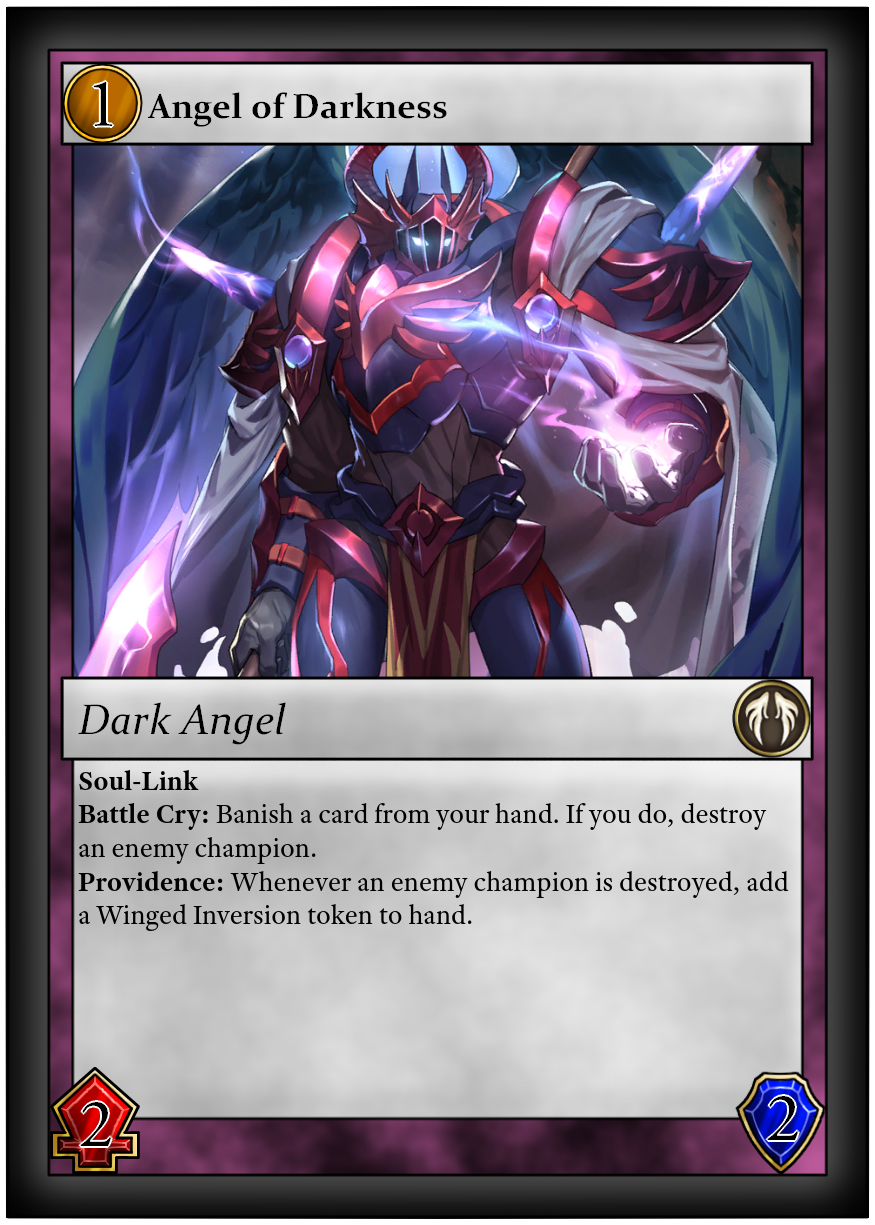 1 Angel of Darkness
Dark Angel
Soul-Link
Battle Cry: Banish a card from your hand. If you do, destroy
an enemy champion.
Providence: Whenever an enemy champion is destroyed, add
a Winged Inversion token to hand.
2 2